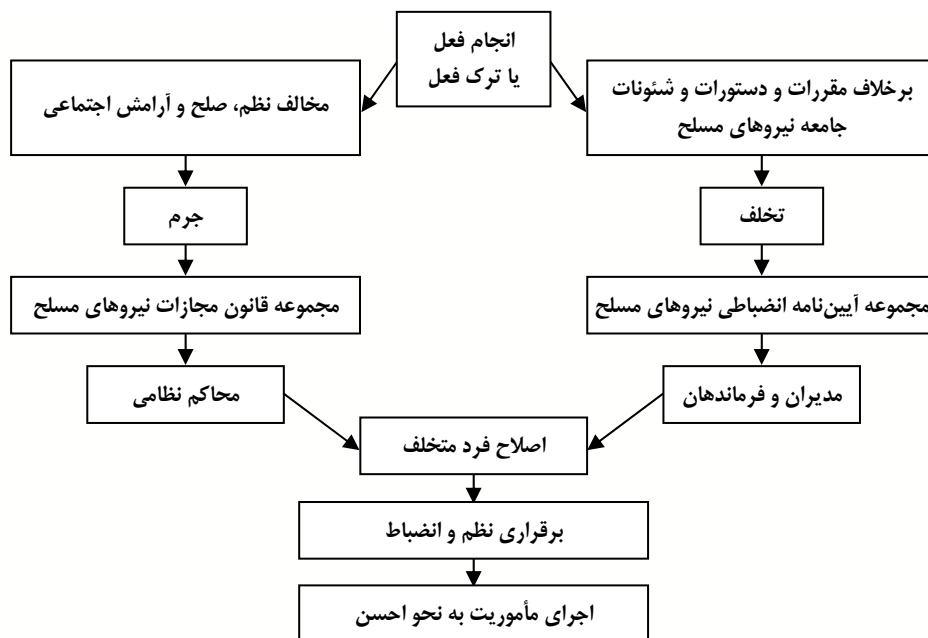 انجام فعل
یا ترک فعل
برخلاف مقررات و دستورات و شئونات
جامعه نیروهای مسلح
مخالف نظم، صلح و آرامش اجتماعی
تخلف
جرم
مجموعه آیین‌نامه انضباطی نیروهای مسلح
مجموعه قانون مجازات نیروهای مسلح
مدیران و فرماندهان
محاکم نظامی
اصلاح فرد متخلف
برقراری نظم و انضباط
اجرای مأموریت به نحو احسن